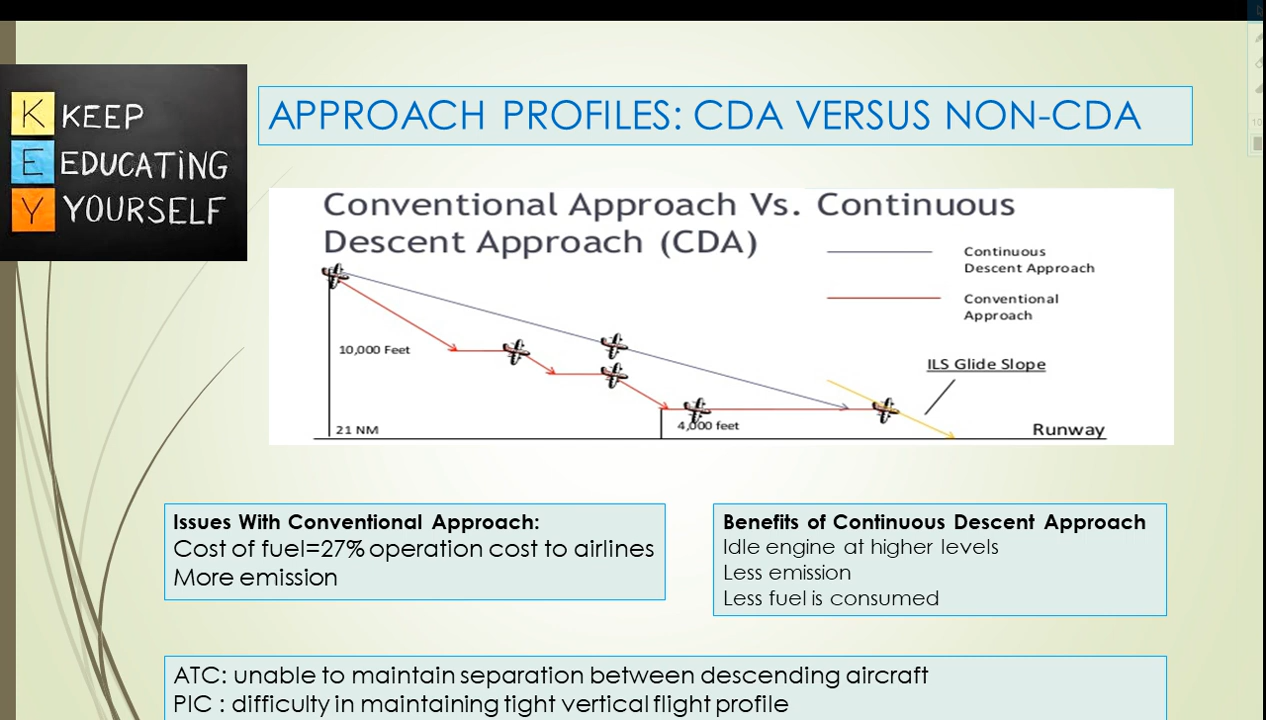 K KEEP
E EDUCATiNG
Y YOURSELF
APPROACH PROFILES: CDA VERSUS NON-CDA
Conventional Approach Vs. Continuous
Descent Approach (CDA)
Continuous
Descent Approach
Conventional
Approach
10,000 Feet
ILS Glide Slope
21 NM
4,000 feet
Runway
Issues With Conventional Approach:
Cost of fuel=27% operation cost to airlines
More emission
Benefits of Continuous Descent Approach
Idle engine at higher levels
Less emission
Less fuel is consumed
ATC: unable to maintain separation between descending aircraft
PIC : difficulty in maintaining tight vertical flight profile